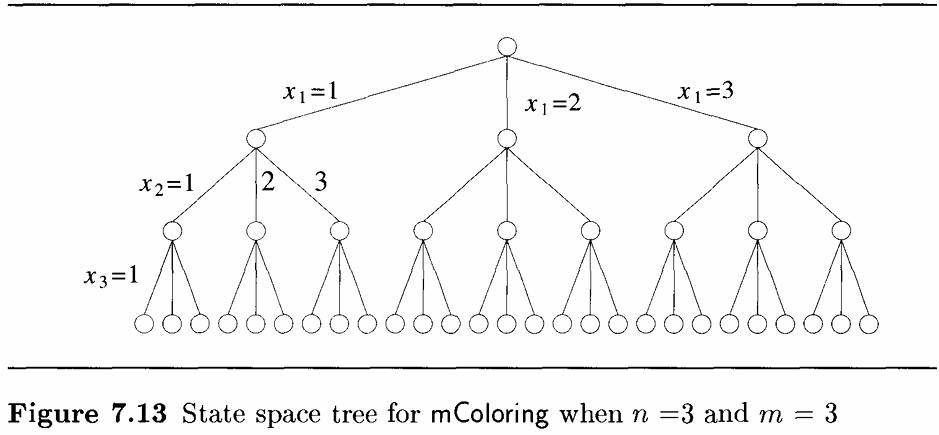 x1=1
x1=2
x1=3
x2=1
2
3
x3=1
Figure 7.13 State space tree for mColoring when n =3 and m = 3